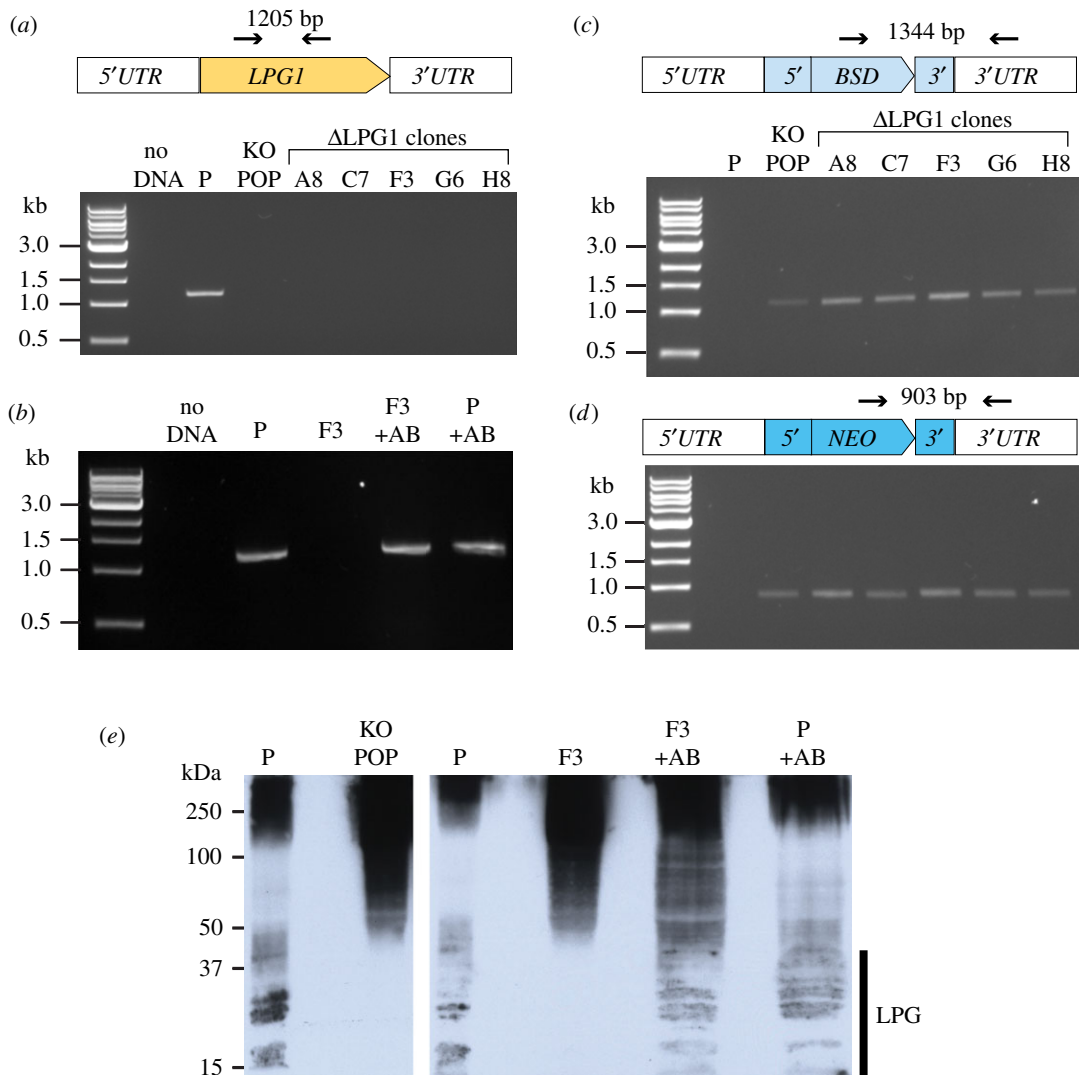 (a)
1205 bp
5′UTR LPG1 3′UTR
ΔLPG1 clones
no DNA P KO POP A8 C7 F3 G6 H8
kb
3.0
1.5
1.0
0.5
(b)
no DNA P F3 F3 +AB P +AB
kb
3.0
1.5
1.0
0.5
(c)
1344 bp
5′UTR 5′ BSD 3′ 3′UTR
ΔLPG1 clones
P KO POP A8 C7 F3 G6 H8
kb
3.0
1.5
1.0
0.5
(d)
903 bp
5′UTR 5′ NEO 3′ 3′UTR
kb
3.0
1.5
1.0
0.5
(e)
P KO POP P F3 F3 +AB P +AB
kDa
250
100
50
37
15
LPG